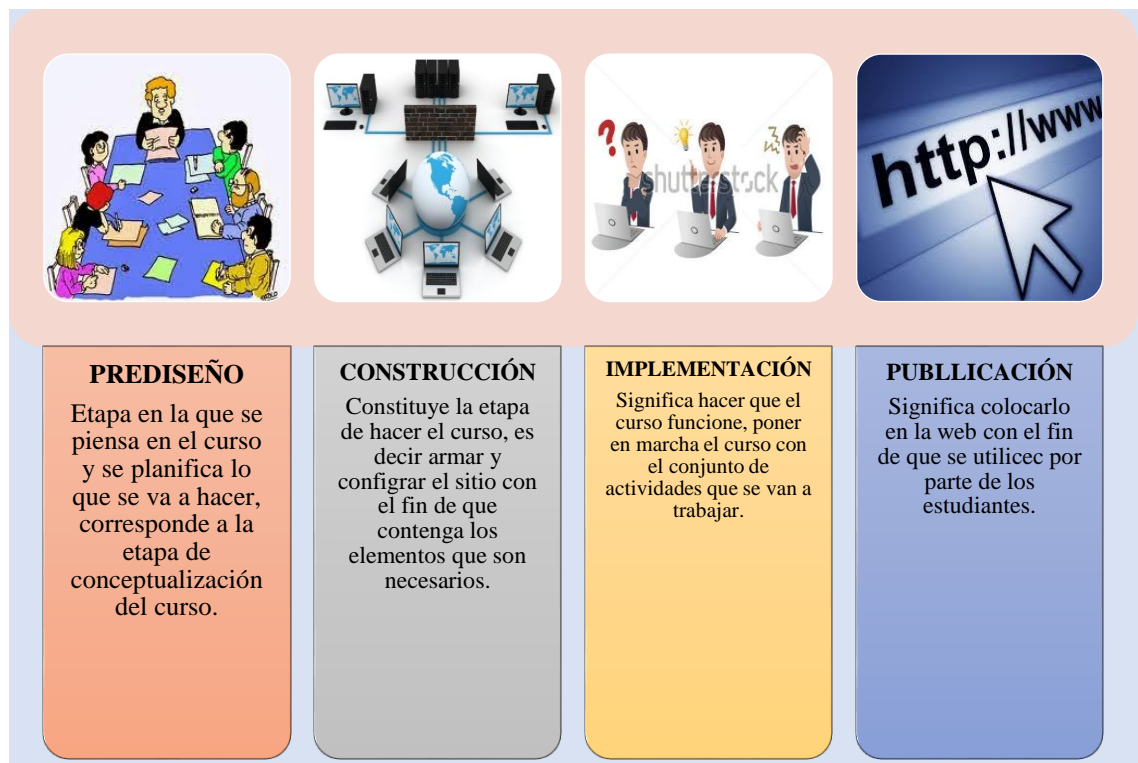 shutterstock
http://www
PREDISEÑO
Etapa en la que se
piensa en el curso
y se planifica lo
que se va a hacer,
corresponde a la
etapa de
conceptualización
del curso.
CONSTRUCCIÓN
Constituye la etapa
de hacer el curso, es
decir armar y
configrar el sitio con
el fin de que
contenga los
elementos que son
necesarios.
IMPLEMENTACIÓN
Significa hacer que el
curso funcione, poner
en marcha el curso con
el conjunto de
actividades que se van a
trabajar.
PUBLLICACIÓN
Significa colocarlo
en la web con el fin
de que se utilicec por
parte de los
estudiantes.